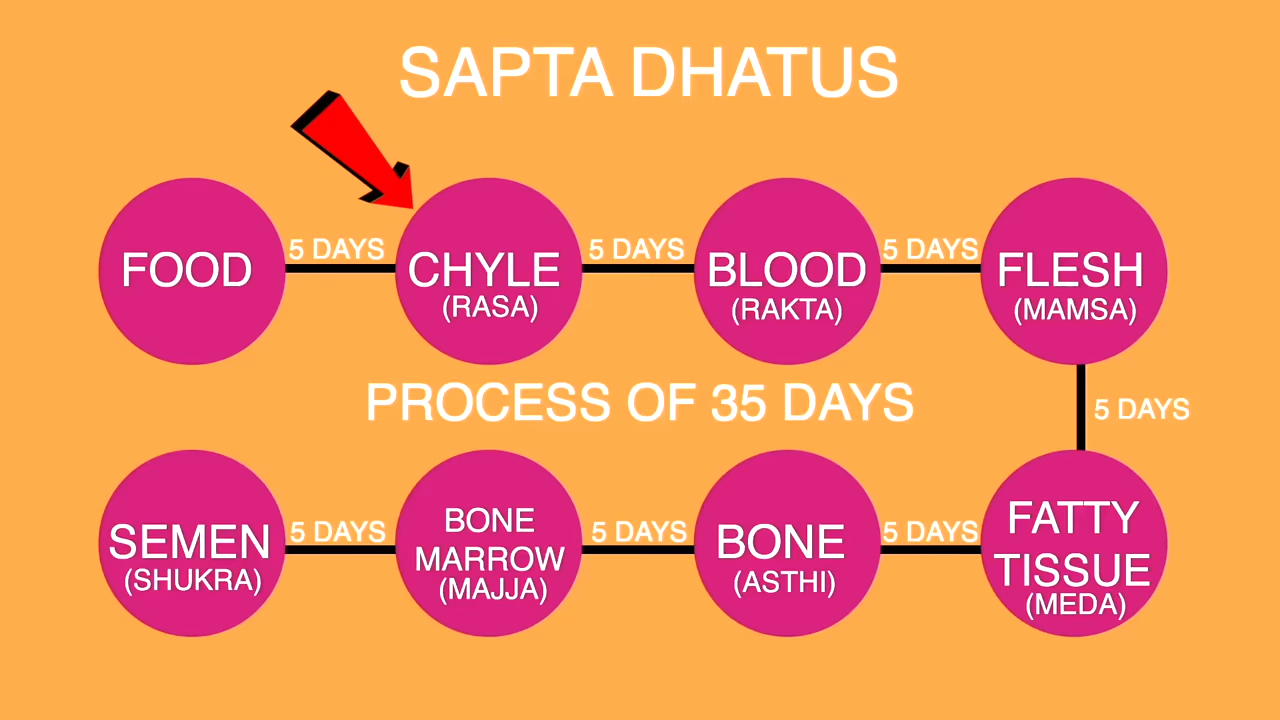 SAPTA DHATUS
FOOD
5 DAYS
CHYLE
(RASA)
5 DAYS
BLOOD
(RAKTA)
5 DAYS
FLESH
(MAMSA)
PROCESS OF 35 DAYS
5 DAYS
SEMEN
(SHUKRA)
5 DAYS
BONE
MARROW
(MAJJA)
5 DAYS
BONE
(ASTHI)
5 DAYS
FATTY
TISSUE
(MEDA)